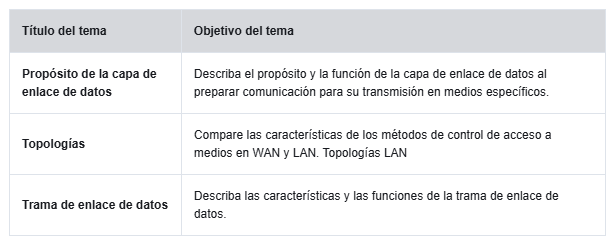 Título del tema
Objetivo del tema
Propósito de la capa de
enlace de datos
Describa el propósito y la función de la capa de enlace de datos al
preparar comunicación para su transmisión en medios específicos.
Topologías
Compare las características de los métodos de control de acceso a
medios en WAN y LAN. Topologías LAN
Trama de enlace de datos
Describa las características y las funciones de la trama de enlace de
datos.